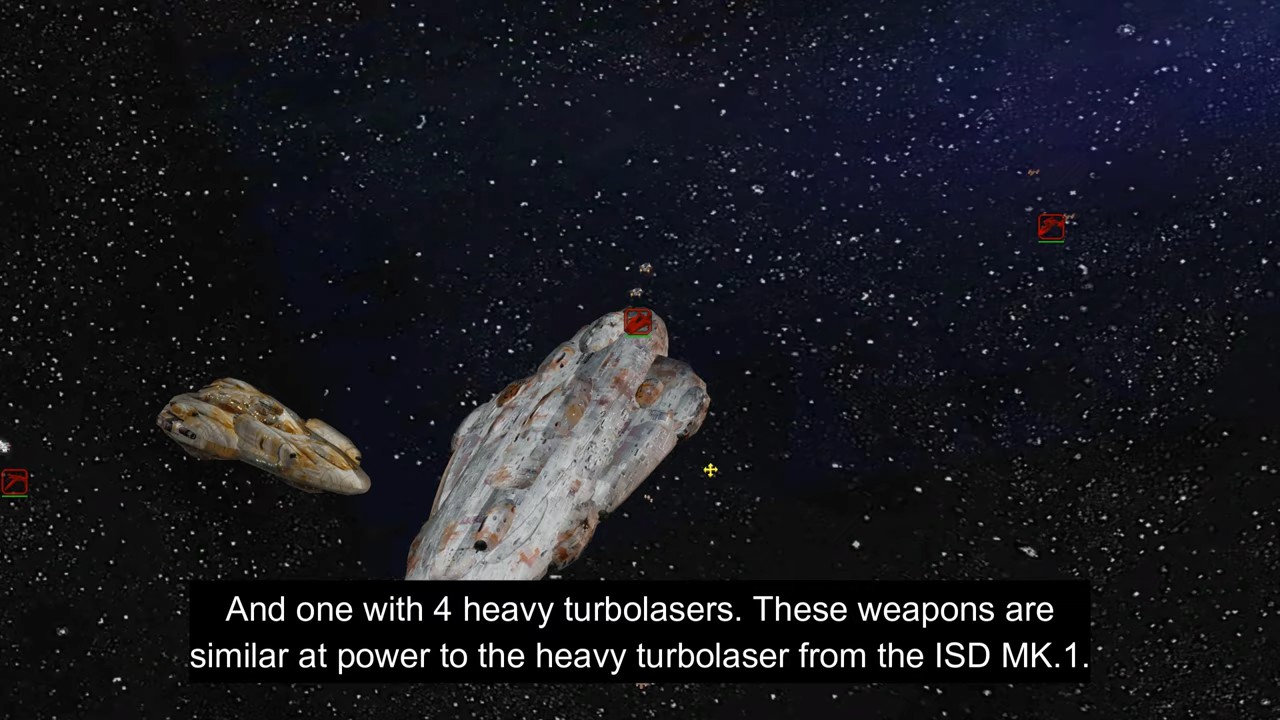 And one with 4 heavy turbolasers. These weapons are
similar at power to the heavy turbolaser from the ISD MK.1.